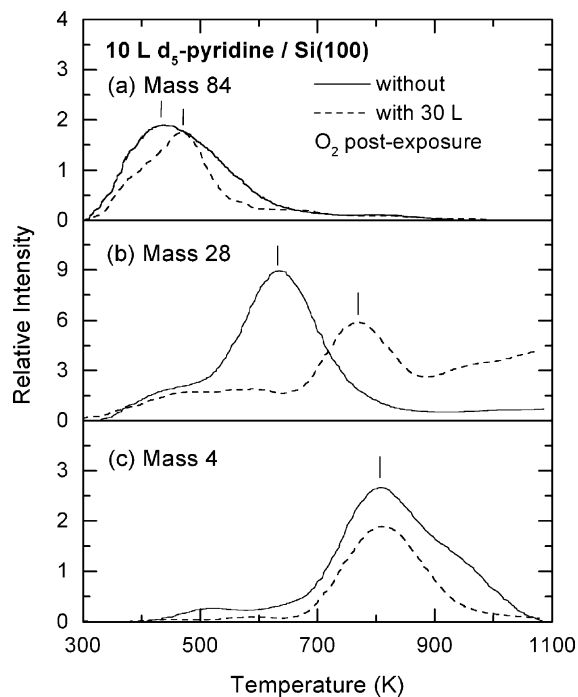 10 L d5-pyridine / Si(100)
(a) Mass 84
without
with 30 L
O2 post-exposure
4
3
2
1
0
(b) Mass 28
9
6
3
0
(c) Mass 4
3
2
1
0
300 500 700 900 1100
Relative Intensity
Temperature (K)